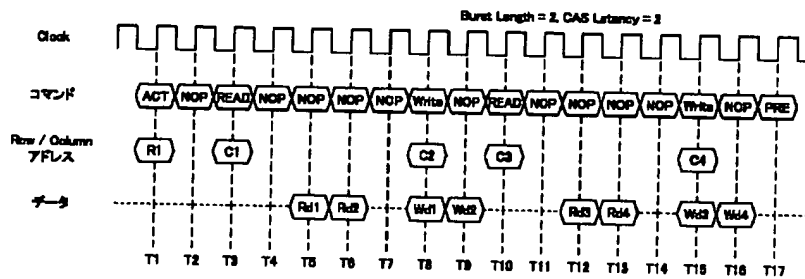 Burst Length = 2, CAS Latency = 2
Clock
コマンド
ACT NOP READ NOP NOP NOP NOP Write NOP READ NOP NOP NOP NOP Write NOP PRE
Row / Column
アドレス
R1 C1 C2 C3 C4
データ
Rd1 Rd2 Wd1 Wd2 Rd3 Rd4 Wd3 Wd4
T1 T2 T3 T4 T5 T6 T7 T8 T9 T10 T11 T12 T13 T14 T15 T16 T17